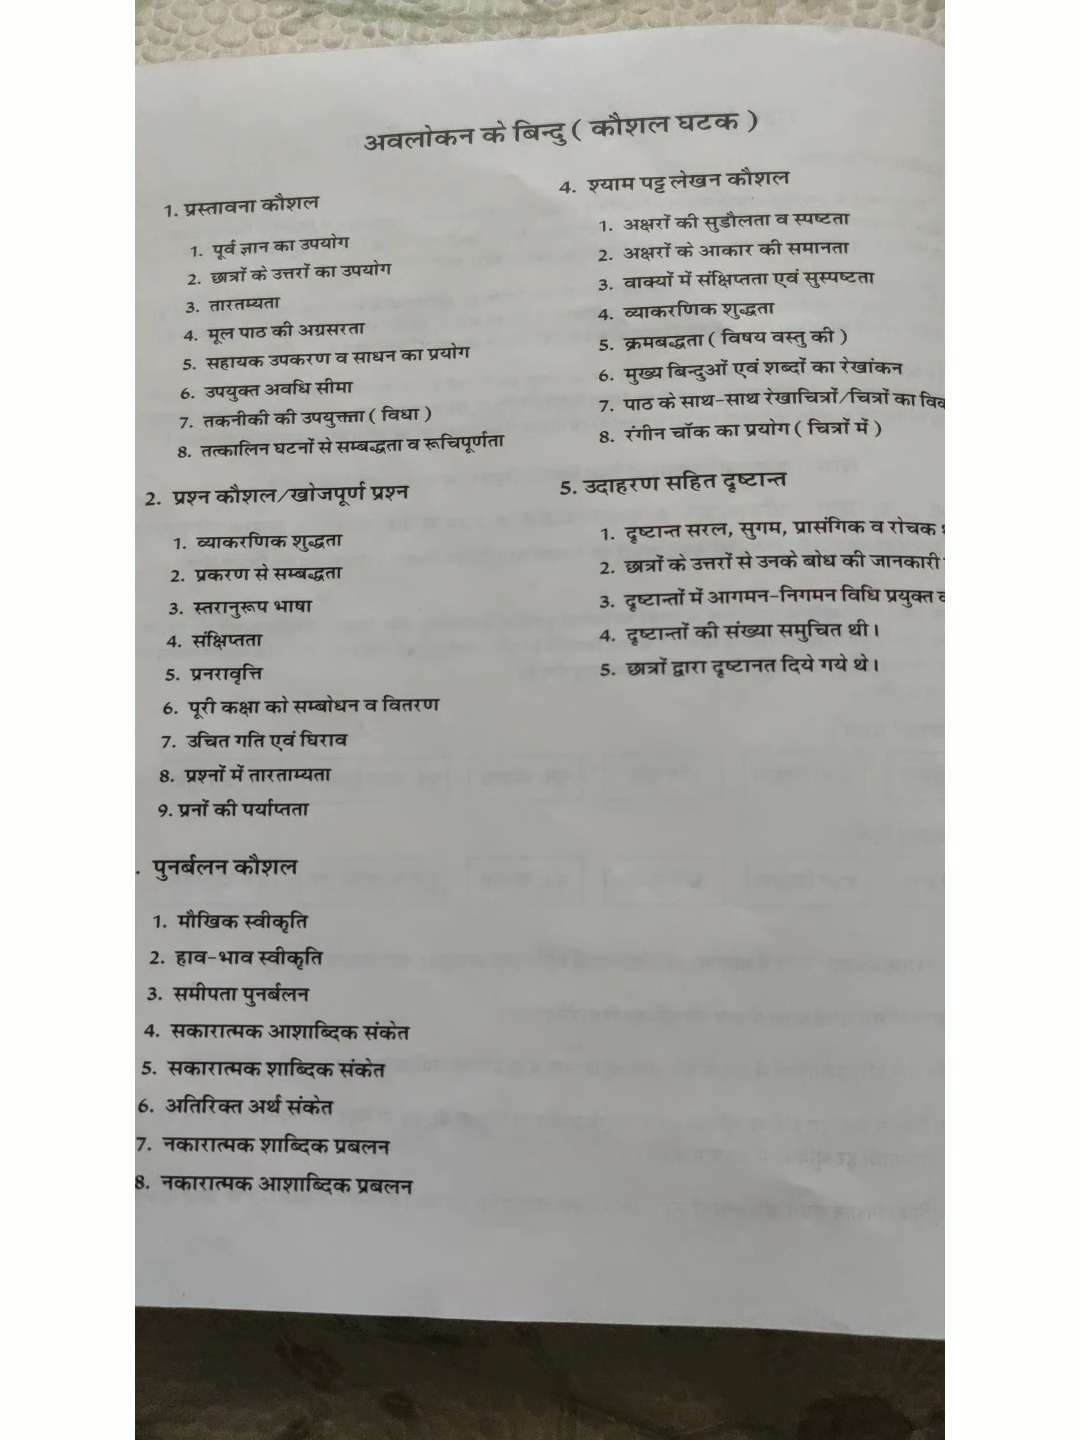 अवलोकन के बिन्दु ( कौशल घटक )
1. प्रस्तावना कौशल
1. पूर्व ज्ञान का उपयोग
2. छात्रों के उत्तरों का उपयोग
3. तारतम्यता
4. मूल पाठ की अग्रसरता
5. सहायक उपकरण व साधन का प्रयोग
6. उपयुक्त अवधि सीमा
7. तकनीकी की उपयुक्तता ( विधा )
8. तत्कालिन घटनों से सम्बद्धता व रूचिपूर्णता
2. प्रश्न कौशल/खोजपूर्ण प्रश्न
1. व्याकरणिक शुद्धता
2. प्रकरण से सम्बद्धता
3. स्तरानुरूप भाषा
4. संक्षिप्तता
5. प्रनरावृत्ति
6. पूरी कक्षा को सम्बोधन व वितरण
7. उचित गति एवं घिराव
8. प्रश्नों में तारताम्यता
9. प्रनों की पर्याप्तता
. पुनर्बलन कौशल
1. मौखिक स्वीकृति
2. हाव-भाव स्वीकृति
3. समीपता पुनर्बलन
4. सकारात्मक आशाब्दिक संकेत
5. सकारात्मक शाब्दिक संकेत
6. अतिरिक्त अर्थ संकेत
7. नकारात्मक शाब्दिक प्रबलन
8. नकारात्मक आशाब्दिक प्रबलन
4. श्याम पट्ट लेखन कौशल
1. अक्षरों की सुडौलता व स्पष्टता
2. अक्षरों के आकार की समानता
3. वाक्यों में संक्षिप्तता एवं सुस्पष्टता
4. व्याकरणिक शुद्धता
5. क्रमबद्धता ( विषय वस्तु की )
6. मुख्य बिन्दुओं एवं शब्दों का रेखांकन
7. पाठ के साथ-साथ रेखाचित्रों/चित्रों का
8. रंगीन चॉक का प्रयोग ( चित्रों में )
5. उदाहरण सहित दृष्टान्त
1. दृष्टान्त सरल, सुगम, प्रासंगिक व रोचक
2. छात्रों के उत्तरों से उनके बोध की जानकारी
3. दृष्टान्तों में आगमन-निगमन विधि प्रयुक्त
4. दृष्टान्तों की संख्या समुचित थी।
5. छात्रों द्वारा दृष्टानत दिये गये थे।